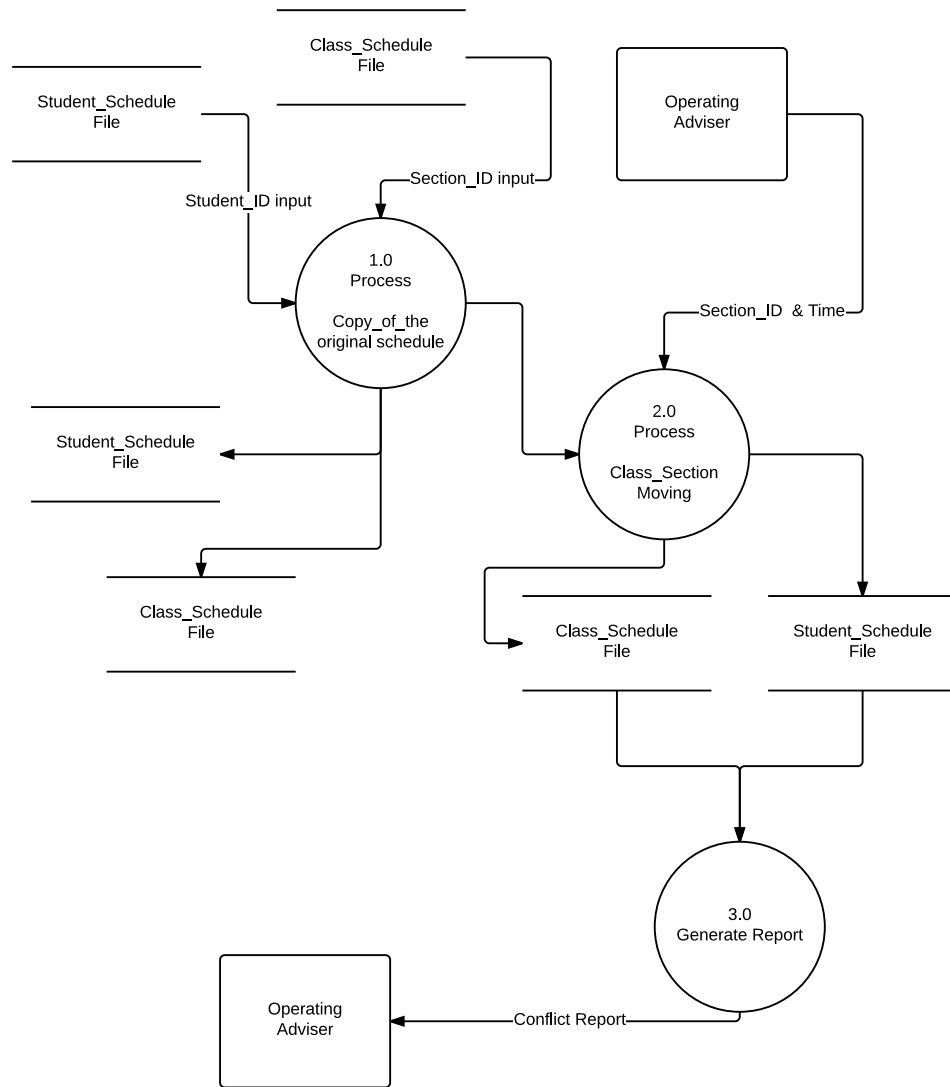 Class_Schedule
File
Student_Schedule
File
Operating
Adviser
Section_ID input
Student_ID input
1.0
Process
Copy_of_the
original schedule
Section_ID  & Time
2.0
Process
Class_Section
Moving
Student_Schedule
File
Class_Schedule
File
Class_Schedule
File
Student_Schedule
File
3.0
Generate Report
Operating
Adviser
Conflict Report